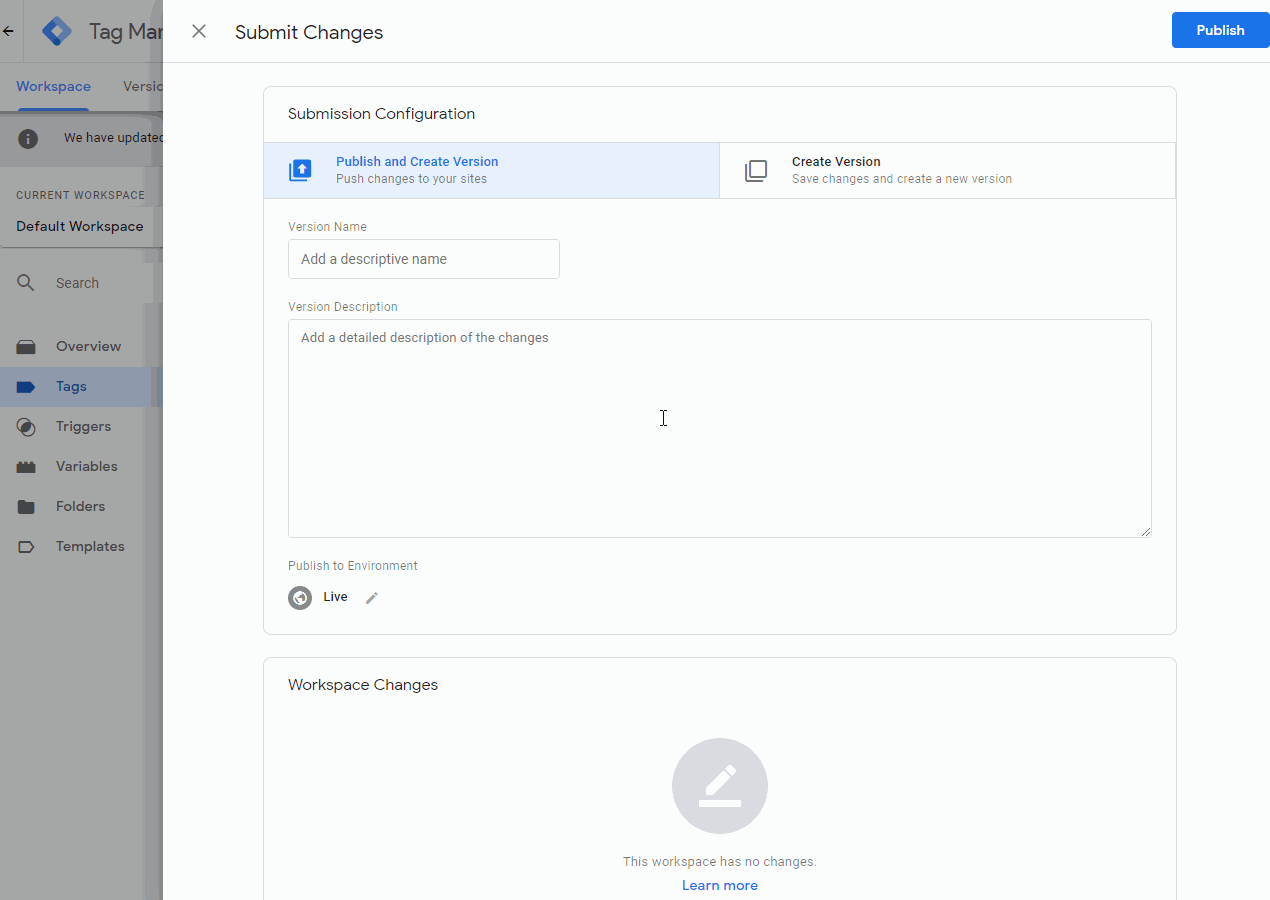 Tag Mar
Submit Changes
Publish
Workspace
Versio
Submission Configuration
We have updated
Publish and Create Version
Push changes to your sites
Create Version
Save changes and create a new version
CURRENT WORKSPACE
Default Workspace
Version Name
Add a descriptive name
Search
Version Description
Add a detailed description of the changes
Overview
Tags
Triggers
Variables
Folders
Templates
Publish to Environment
Live
Workspace Changes
This workspace has no changes.
Learn more